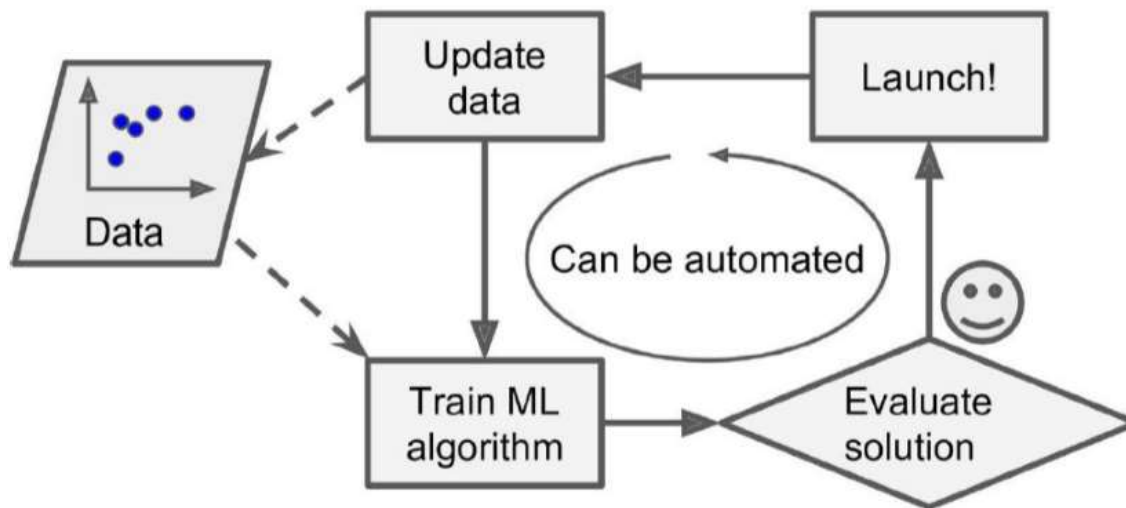 Update
data
Launch!
Data
Can be automated
Train ML
algorithm
Evaluate
solution